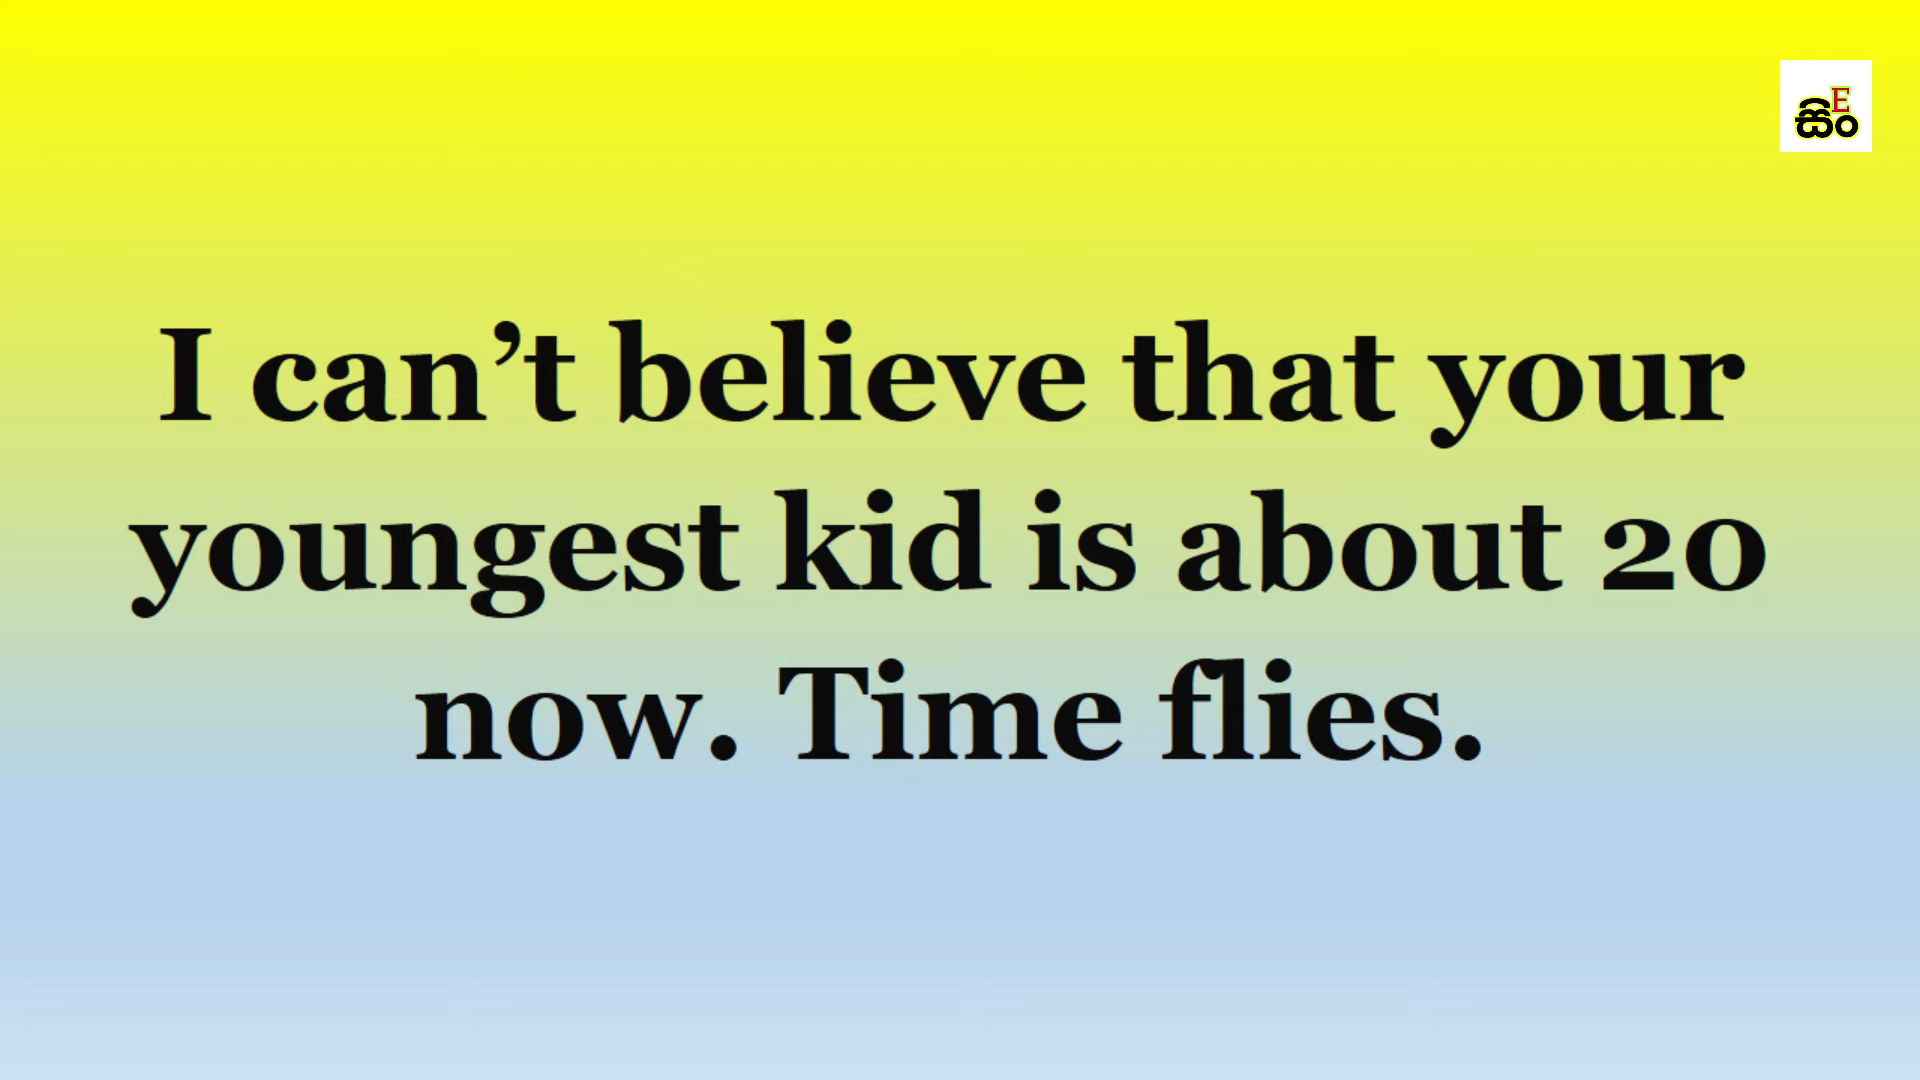 E
සිං
I can’t believe that your
youngest kid is about 20
now. Time flies.